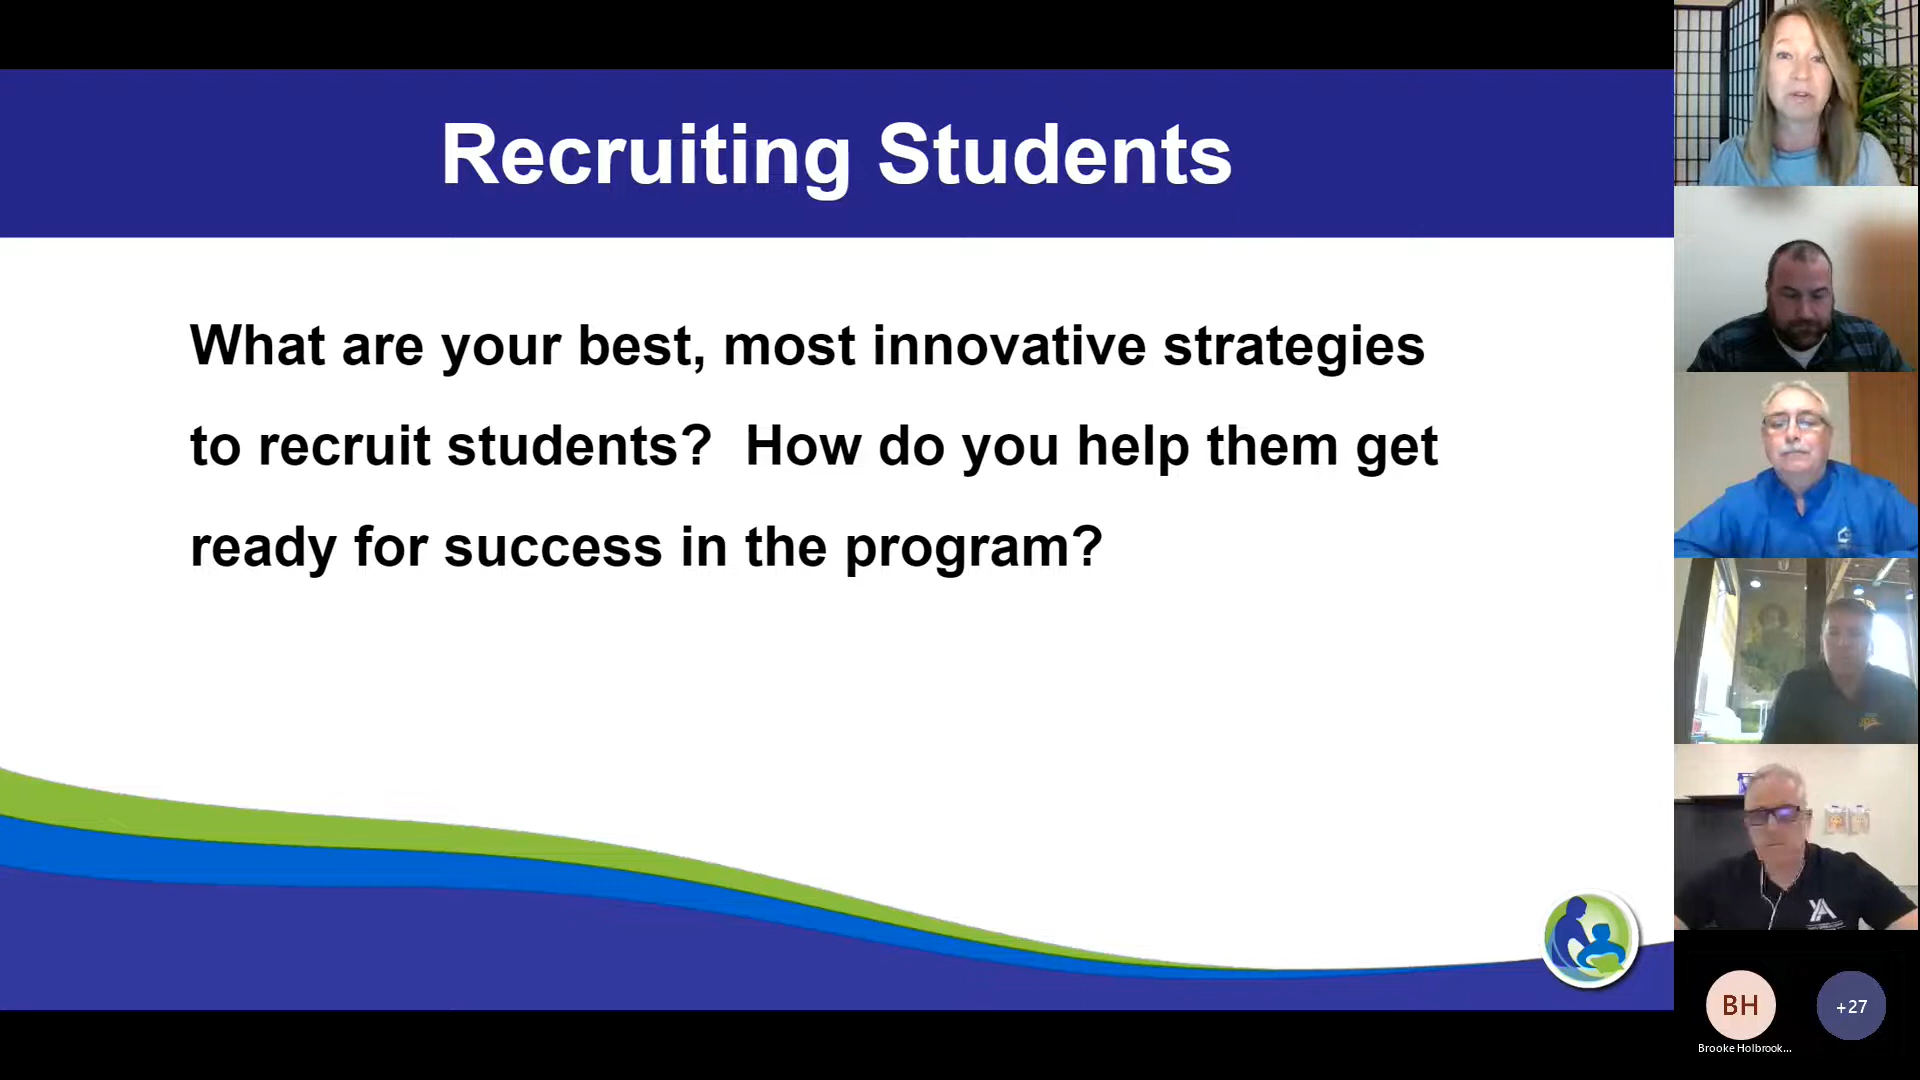 Recruiting Students
What are your best, most innovative strategies
to recruit students?  How do you help them get
ready for success in the program?
YA
BH
+27
Brooke Holbrook...